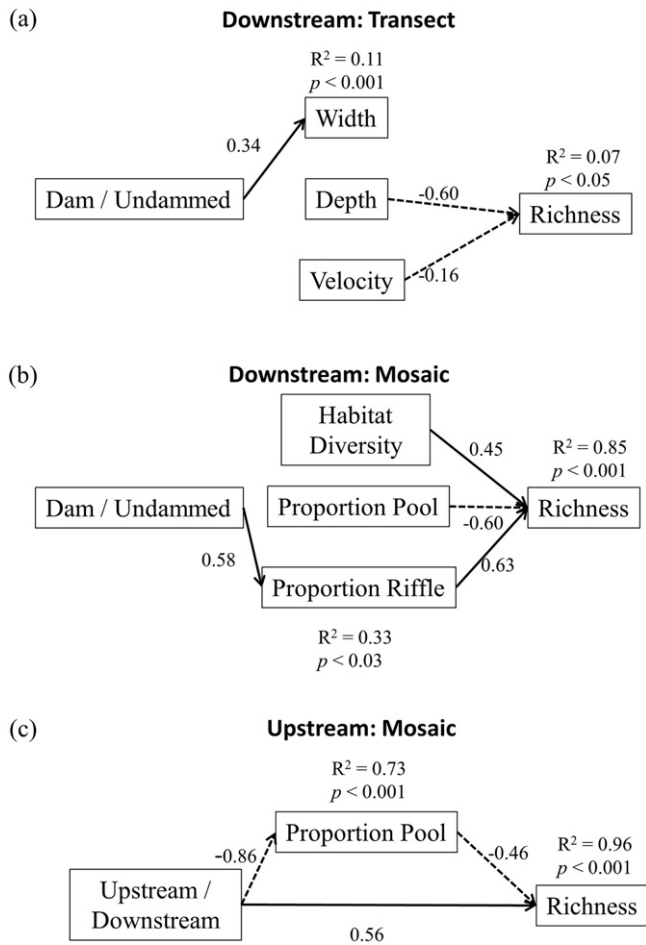 (a)
Downstream: Transect
R² = 0.11
p < 0.001
Width
0.34
R² = 0.07
p < 0.05
Dam / Undammed
Depth
-0.60
Richness
Velocity
-0.16
(b)
Downstream: Mosaic
Habitat
Diversity
0.45
R² = 0.85
p < 0.001
Dam / Undammed
Proportion Pool
-0.60
Richness
0.58
Proportion Riffle
0.63
R² = 0.33
p < 0.03
(c)
Upstream: Mosaic
R² = 0.73
p < 0.001
Proportion Pool
-0.86
-0.46
R² = 0.96
p < 0.001
Upstream /
Downstream
Richness
0.56